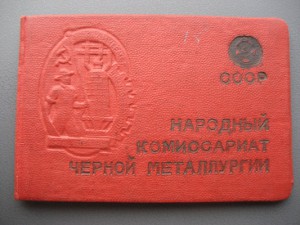 СССР
НАРОДНЫЙ
КОМИССАРИАТ
ЧЕРНОЙ МЕТАЛЛУРГИИ